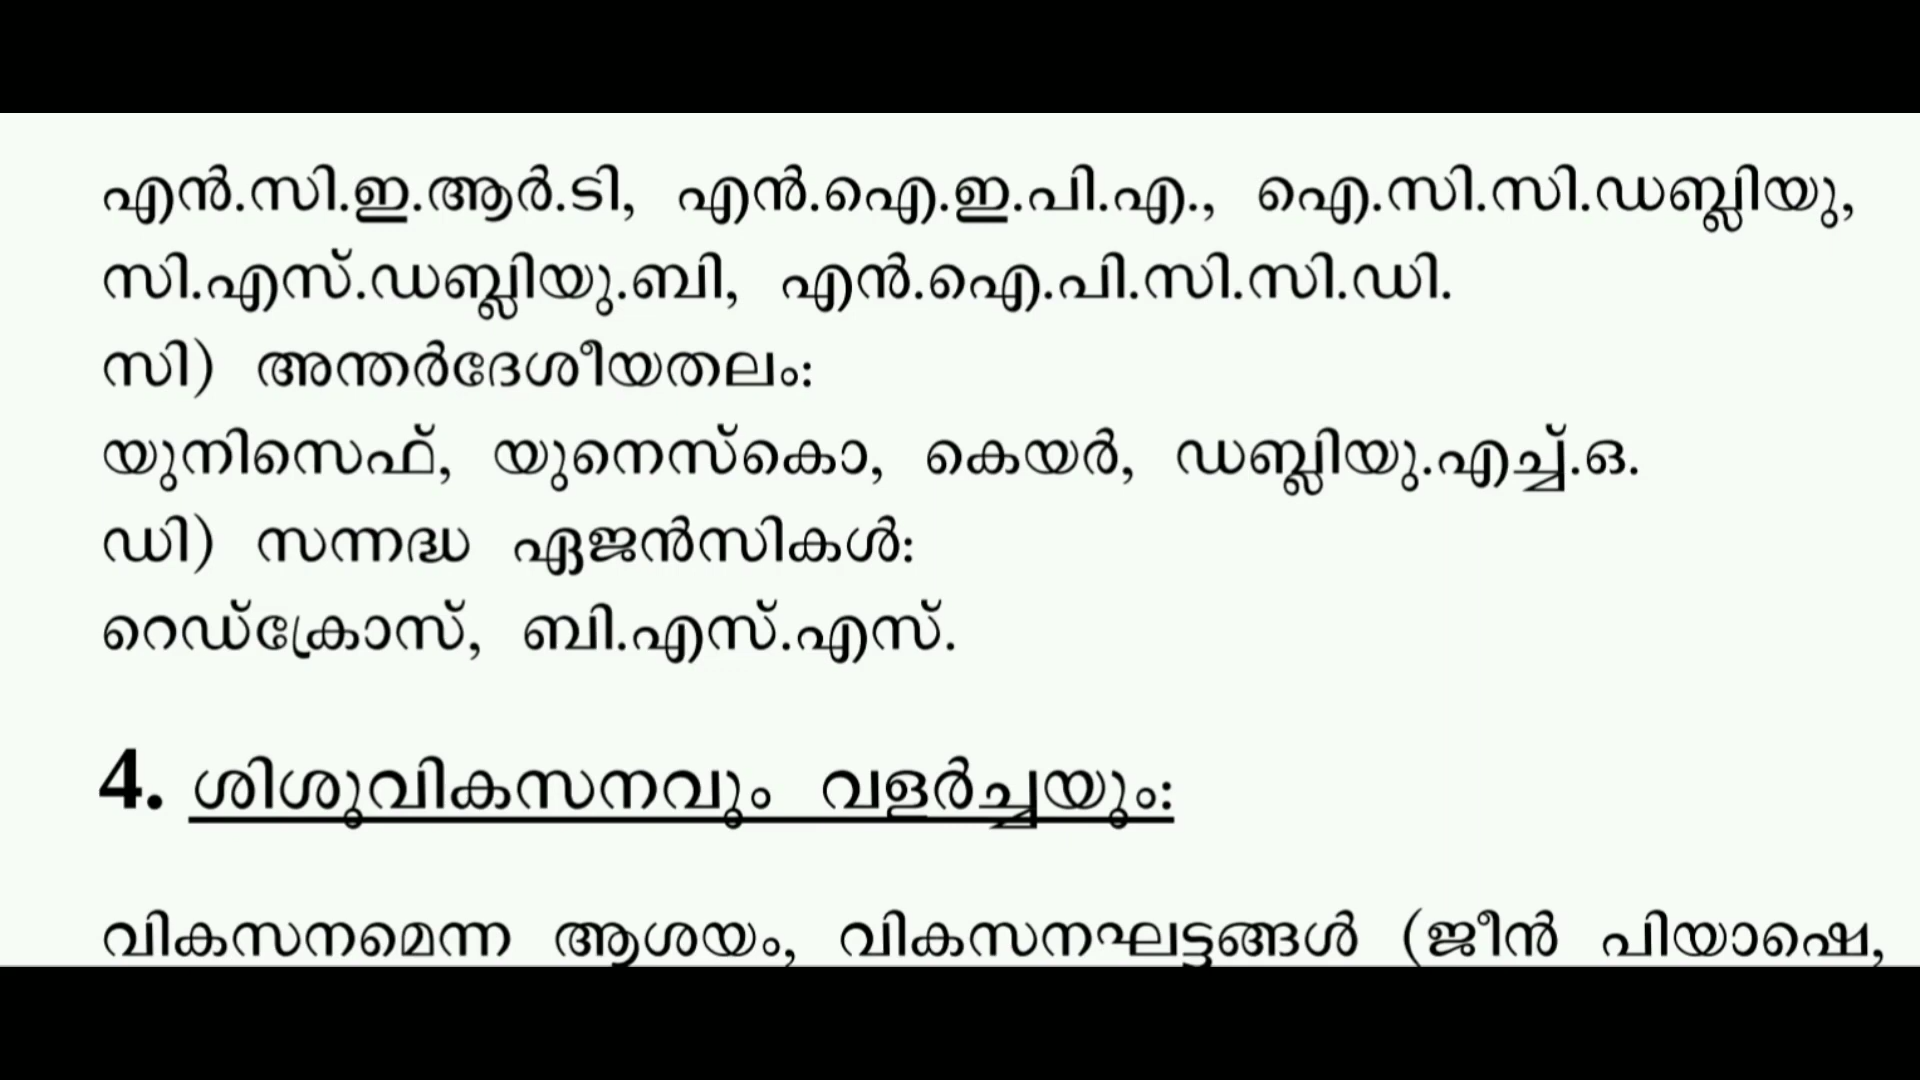 എൻ.സി.ഇ.ആർ.ടി, എൻ.ഐ.ഇ.പി.എ., ഐ.സി.സി.ഡബ്ലിയു,
സി.എസ്.ഡബ്ലിയു.ബി, എൻ.ഐ.പി.സി.സി.ഡി.
സി) അന്തർദേശീയതലം:
യുനിസെഫ്, യുനെസ്കൊ, കെയർ, ഡബ്ലിയു.എച്ച്.ഒ.
ഡി) സന്നദ്ധ ഏജൻസികൾ:
റെഡ്ക്രോസ്, ബി.എസ്.എസ്.
4. ശിശുവികസനവും വളർച്ചയും:
വികസനമെന്ന ആശയം, വികസനഘട്ടങ്ങൾ (ജീൻ പിയാഷെ,